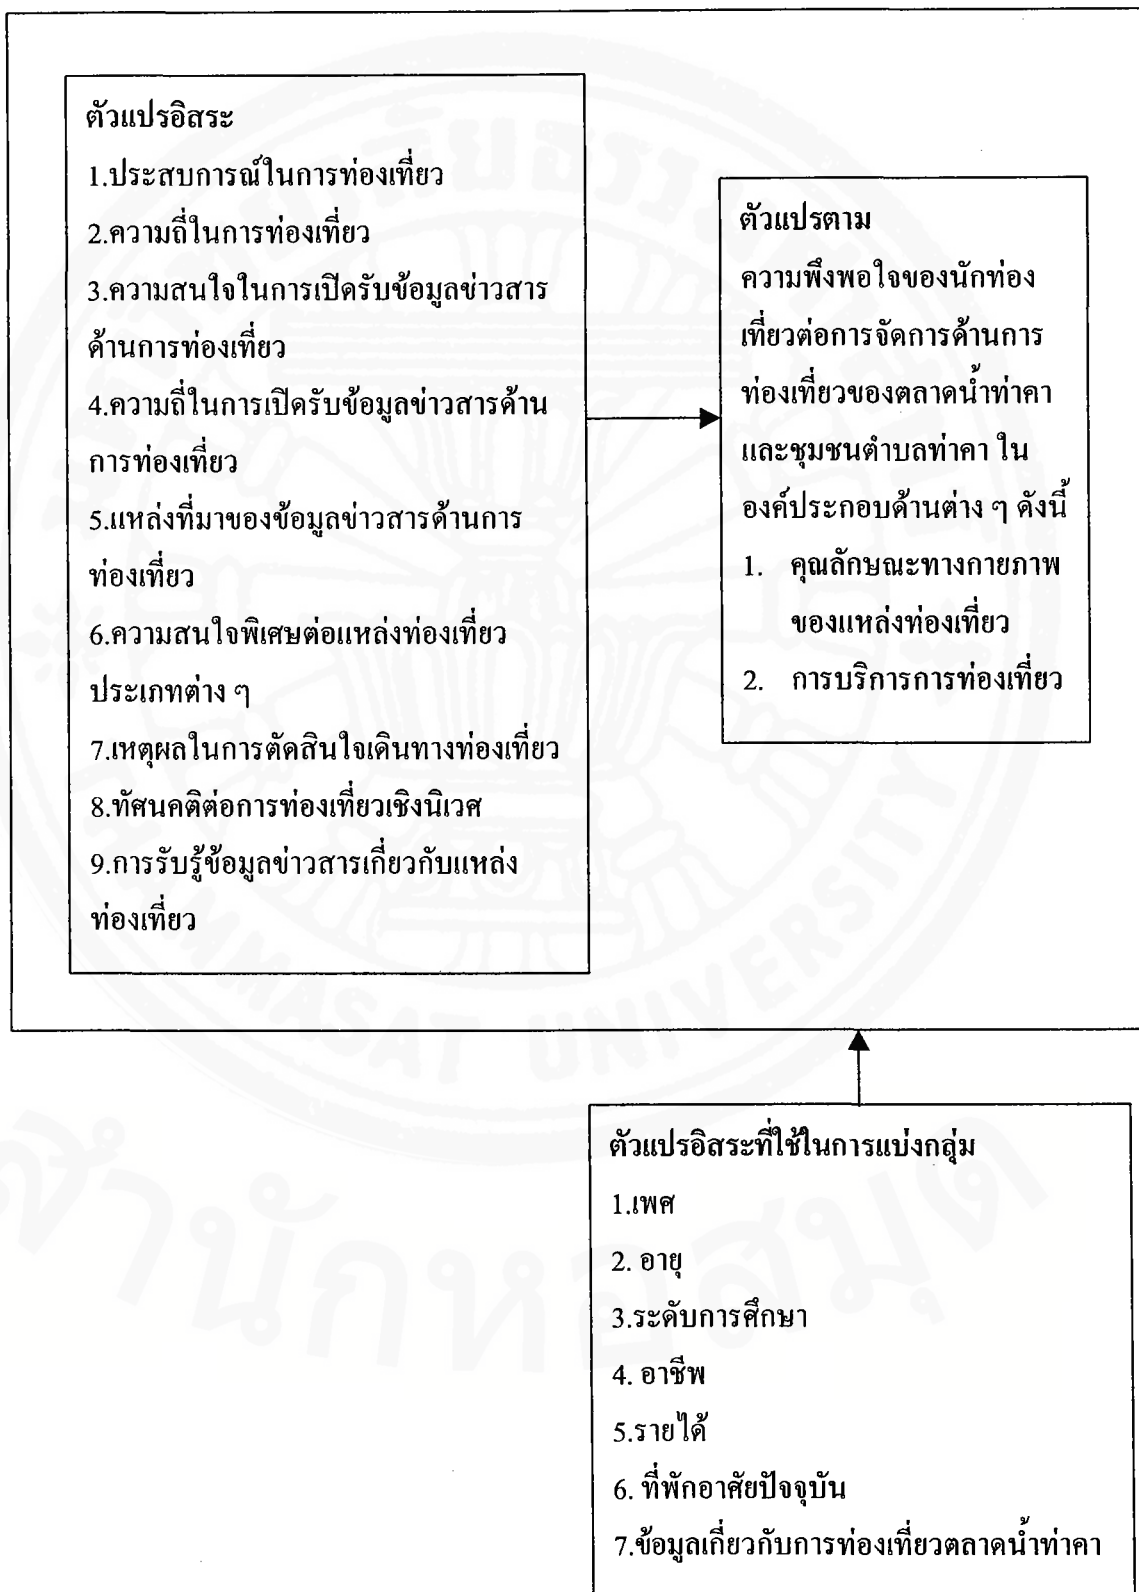 ตัวแปรอิสระ
1.ประสบการณ์ในการท่องเที่ยว
2.ความถี่ในการท่องเที่ยว
3.ความสนใจในการเปิดรับข้อมูลข่าวสาร
ด้านการท่องเที่ยว
4.ความถี่ในการเปิดรับข้อมูลข่าวสารด้าน
การท่องเที่ยว
5.แหล่งที่มาของข้อมูลข่าวสารด้านการ
ท่องเที่ยว
6.ความสนใจพิเศษต่อแหล่งท่องเที่ยว
ประเภทต่าง ๆ
7.เหตุผลในการตัดสินใจเดินทางท่องเที่ยว
8.ทัศนคติต่อการท่องเที่ยวเชิงนิเวศ
9.การรับรู้ข้อมูลข่าวสารเกี่ยวกับแหล่ง
ท่องเที่ยว
ตัวแปรตาม
ความพึงพอใจของนักท่อง
เที่ยวต่อการจัดการด้านการ
ท่องเที่ยวของตลาดน้ำท่าคา
และชุมชนตำบลท่าคา ใน
องค์ประกอบด้านต่าง ๆ ดังนี้
1. คุณลักษณะทางกายภาพ
ของแหล่งท่องเที่ยว
2. การบริการการท่องเที่ยว
ตัวแปรอิสระที่ใช้ในการแบ่งกลุ่ม
1.เพศ
2. อายุ
3.ระดับการศึกษา
4. อาชีพ
5.รายได้
6. ที่พักอาศัยปัจจุบัน
7.ข้อมูลเกี่ยวกับการท่องเที่ยวตลาดน้ำท่าคา
THAMMASAT UNIVERSITY
สำนักหอสมุด